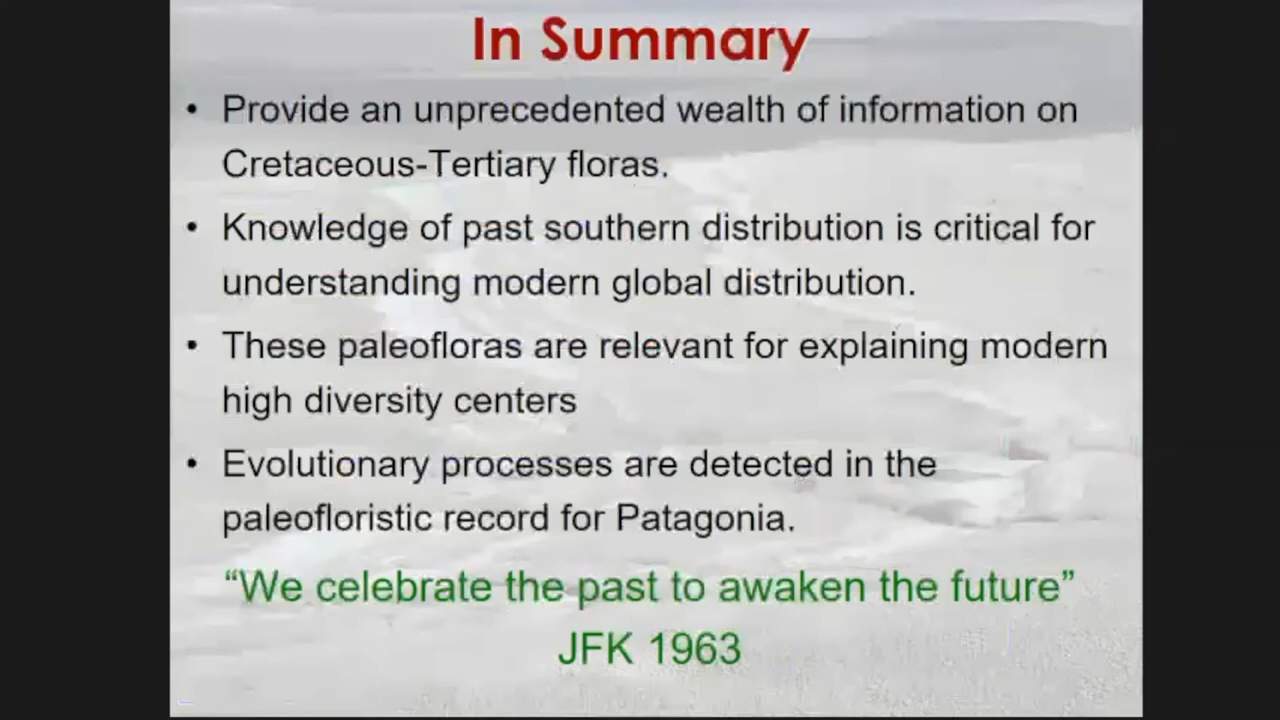 In Summary
• Provide an unprecedented wealth of information on
Cretaceous-Tertiary floras.
• Knowledge of past southern distribution is critical for
understanding modern global distribution.
• These paleofloras are relevant for explaining modern
high diversity centers
• Evolutionary processes are detected in the
paleofloristic record for Patagonia.
“We celebrate the past to awaken the future”
JFK 1963